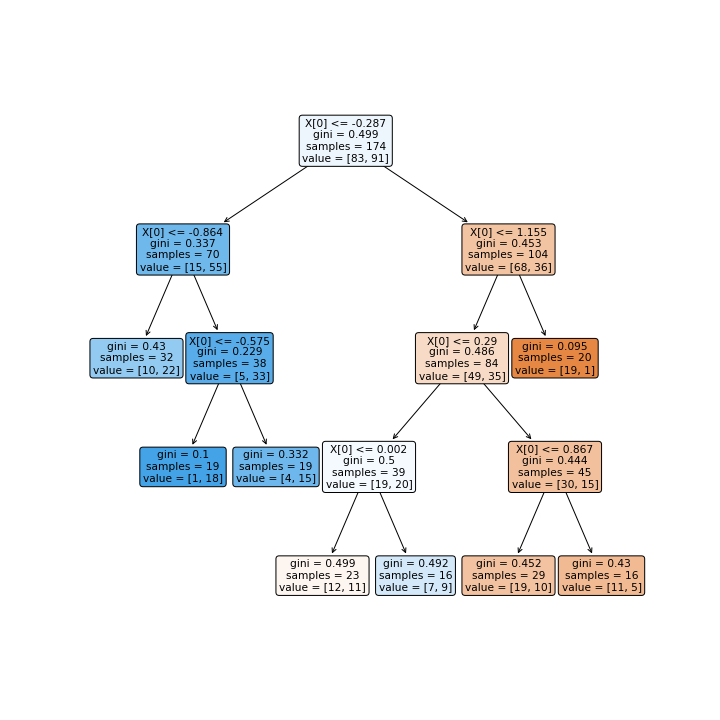 X[0] <= -0.287
gini = 0.499
samples = 174
value = [83, 91]
X[0] <= -0.864
gini = 0.337
samples = 70
value = [15, 55]
X[0] <= 1.155
gini = 0.453
samples = 104
value = [68, 36]
gini = 0.43
samples = 32
value = [10, 22]
X[0] <= -0.575
gini = 0.229
samples = 38
value = [5, 33]
X[0] <= 0.29
gini = 0.486
samples = 84
value = [49, 35]
gini = 0.095
samples = 20
value = [19, 1]
gini = 0.1
samples = 19
value = [1, 18]
gini = 0.332
samples = 19
value = [4, 15]
X[0] <= 0.002
gini = 0.5
samples = 39
value = [19, 20]
X[0] <= 0.867
gini = 0.444
samples = 45
value = [30, 15]
gini = 0.499
samples = 23
value = [12, 11]
gini = 0.492
samples = 16
value = [7, 9]
gini = 0.452
samples = 29
value = [19, 10]
gini = 0.43
samples = 16
value = [11, 5]